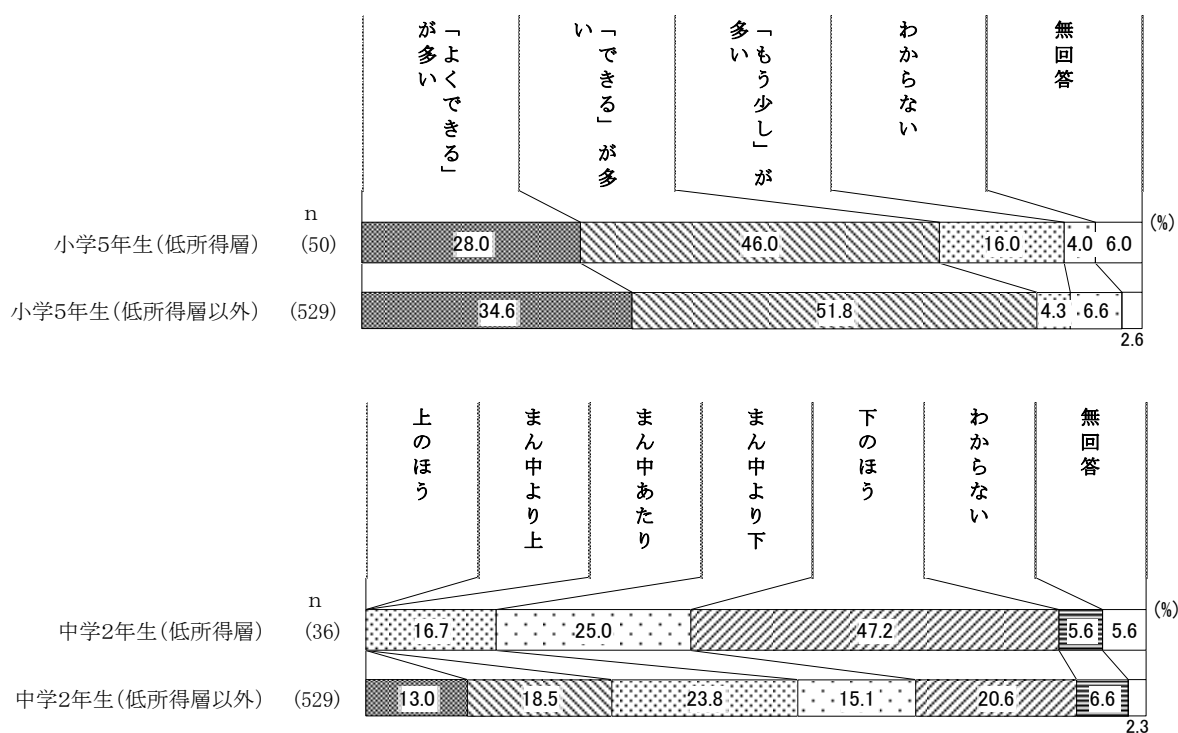 「よくできる」
が多い
「できる」が多
い
「もう少し」が
多い
わからない
無回答
(%)
n
小学5年生(低所得層) (50) 28.0 46.0 16.0 4.0 6.0
小学5年生(低所得層以外) (529) 34.6 51.8 4.3 6.6
2.6
上のほう
まん中より上
まん中あたり
まん中より下
下のほう
わからない
無回答
(%)
n
中学2年生(低所得層) (36) 16.7 25.0 47.2 5.6 5.6
中学2年生(低所得層以外) (529) 13.0 18.5 23.8 15.1 20.6 6.6
2.3